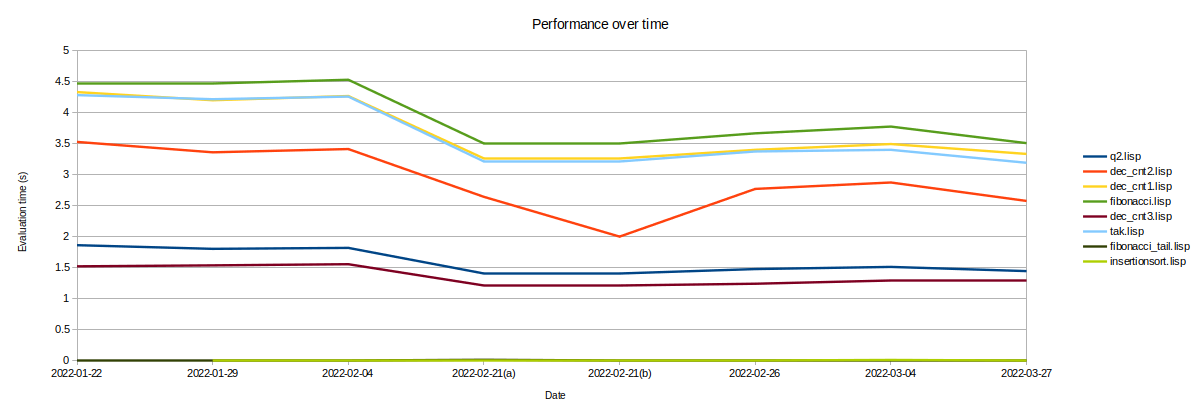 Performance over time
5
4.5
4
3.5
3
2.5
2
1.5
1
0.5
0
Evaluation time (s)
2022-01-22 2022-01-29 2022-02-04 2022-02-21(a) 2022-02-21(b) 2022-02-26 2022-03-04 2022-03-27
Date
q2.lisp
dec_cnt2.lisp
dec_cnt1.lisp
fibonacci.lisp
dec_cnt3.lisp
tak.lisp
fibonacci_tail.lisp
insertionsort.lisp